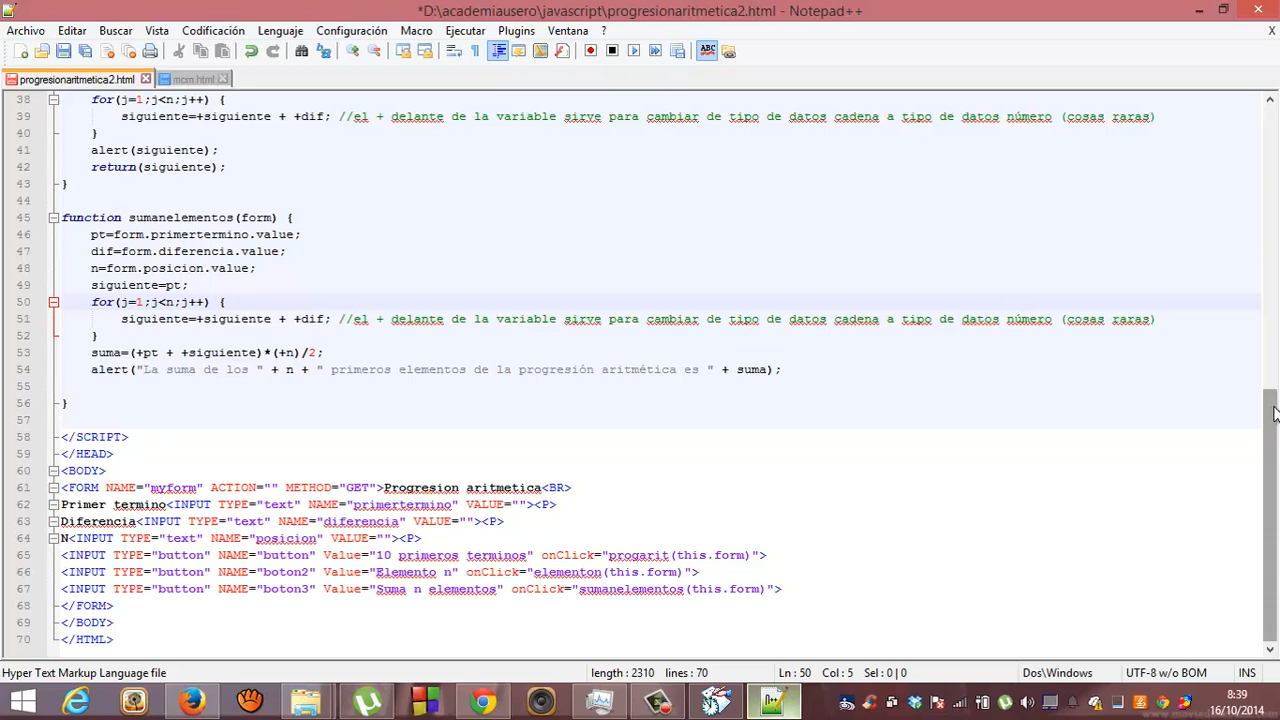 *D:\academiausero\javascript\progresionaritmetica2.html - Notepad++
Archivo Editar Buscar Vista Codificación Lenguaje Configuración Macro Ejecutar Plugins Ventana ? X
progresionaritmetica2.html mcm.html
38 for(j=1;j<n;j++) {
39 siguiente=+siguiente + +dif; //el + delante de la variable sirve para cambiar de tipo de datos cadena a tipo de datos número (cosas raras)
40 }
41 alert(siguiente);
42 return(siguiente);
43 }
44
45 function sumanelementos(form) {
46 pt=form.primertermino.value;
47 dif=form.diferencia.value;
48 n=form.posicion.value;
49 siguiente=pt;
50 for(j=1;j<n;j++) {
51 siguiente=+siguiente + +dif; //el + delante de la variable sirve para cambiar de tipo de datos cadena a tipo de datos número (cosas raras)
52 }
53 suma=(+pt + +siguiente)*(+n)/2;
54 alert("La suma de los " + n + " primeros elementos de la progresión aritmética es " + suma);
55
56 }
57
58 </SCRIPT>
59 </HEAD>
60 <BODY>
61 <FORM NAME="myform" ACTION="" METHOD="GET">Progresion aritmetica<BR>
62 Primer termino<INPUT TYPE="text" NAME="primertermino" VALUE=""><P>
63 Diferencia<INPUT TYPE="text" NAME="diferencia" VALUE=""><P>
64 N<INPUT TYPE="text" NAME="posicion" VALUE=""><P>
65 <INPUT TYPE="button" NAME="button" Value="10 primeros terminos" onClick="progarit(this.form)">
66 <INPUT TYPE="button" NAME="boton2" Value="Elemento n" onClick="elementon(this.form)">
67 <INPUT TYPE="button" NAME="boton3" Value="Suma n elementos" onClick="sumanelementos(this.form)">
68 </FORM>
69 </BODY>
70 </HTML>
Hyper Text Markup Language file length : 2310 lines : 70 Ln : 50 Col : 5 Sel : 0 | 0 Dos\Windows UTF-8 w/o BOM INS
8:39
16/10/2014